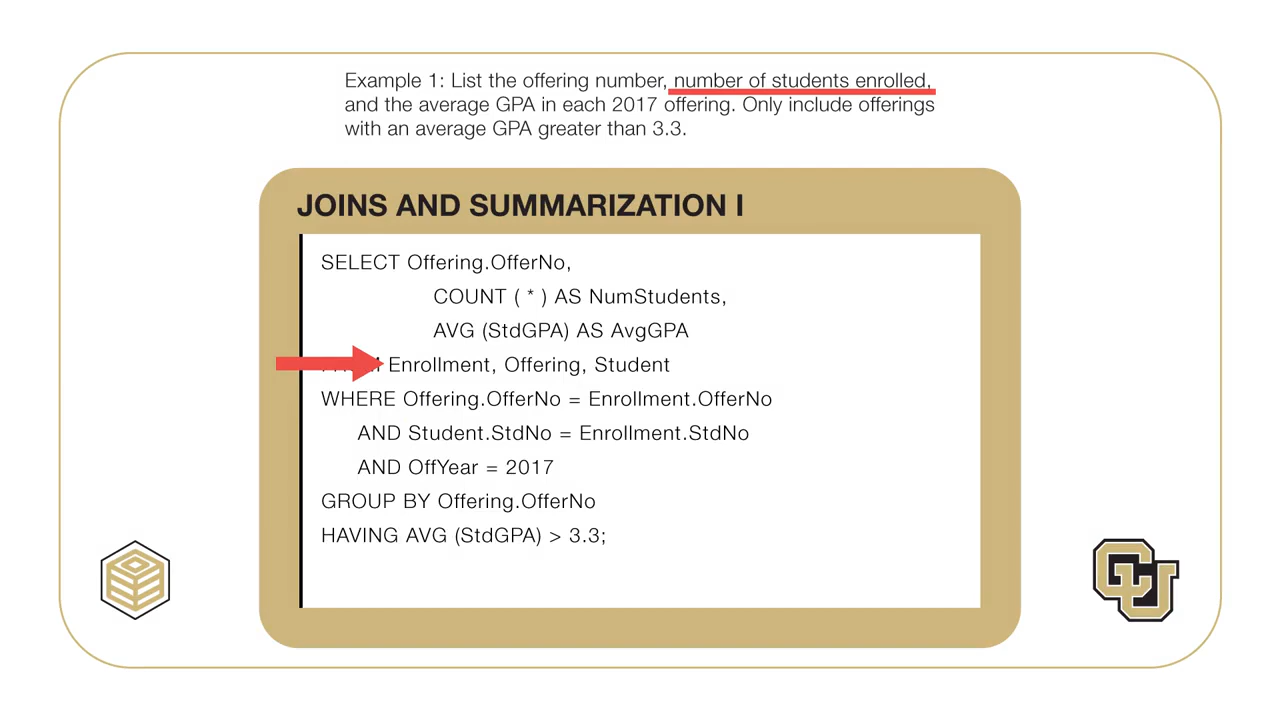 Example 1: List the offering number, number of students enrolled,
and the average GPA in each 2017 offering. Only include offerings
with an average GPA greater than 3.3.
JOINS AND SUMMARIZATION I
SELECT Offering.OfferNo,
COUNT ( * ) AS NumStudents,
AVG (StdGPA) AS AvgGPA
Enrollment, Offering, Student
WHERE Offering.OfferNo = Enrollment.OfferNo
AND Student.StdNo = Enrollment.StdNo
AND OffYear = 2017
GROUP BY Offering.OfferNo
HAVING AVG (StdGPA) > 3.3;
CU